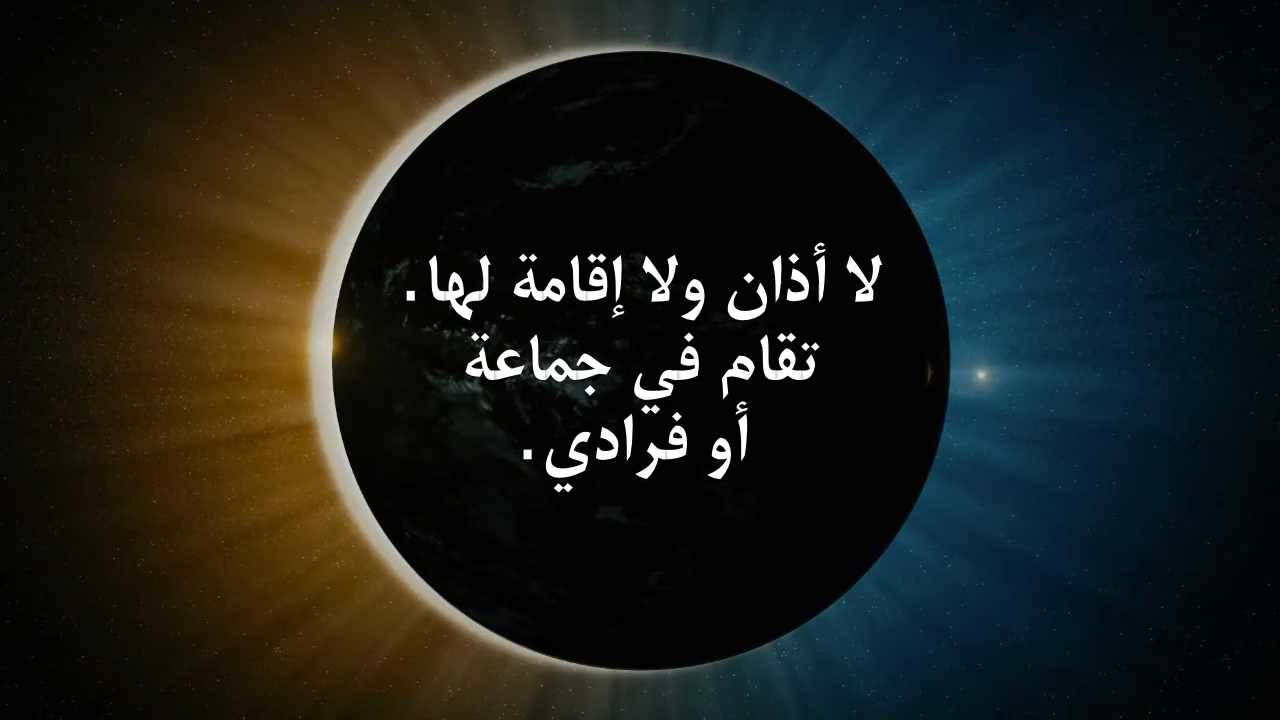 لا أذان ولا إقامة لها.
تقام في جماعة
أو فرادي.